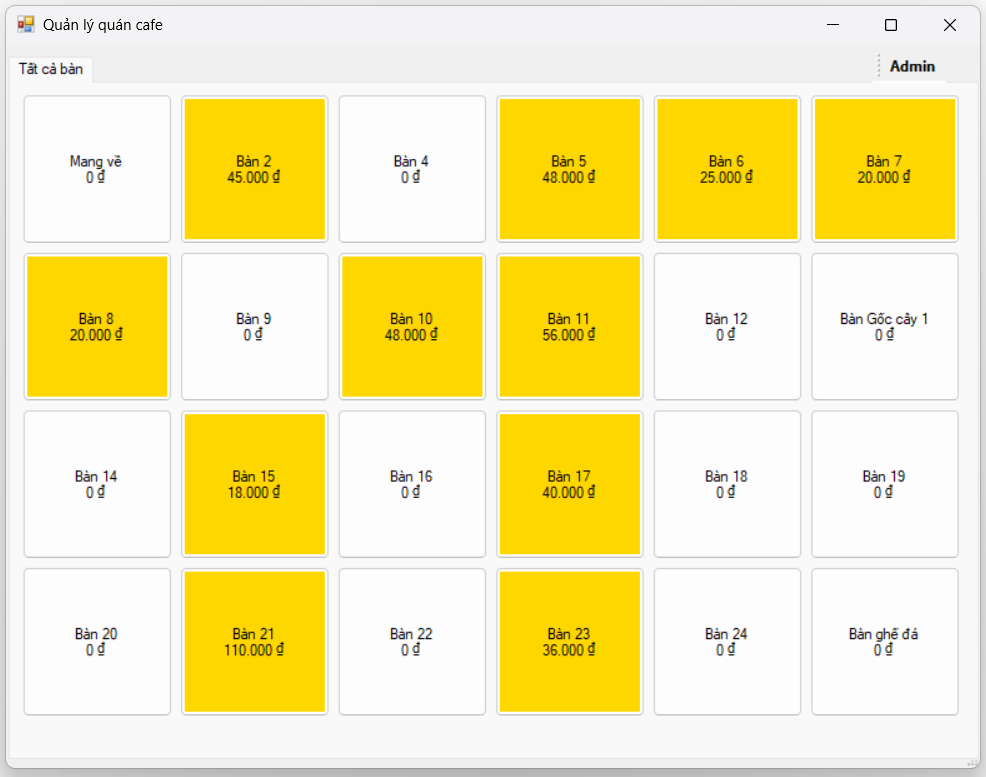 Quản lý quán cafe
Tất cả bàn
Admin
Mang về
0 ₫
Bàn 2
45.000 ₫
Bàn 4
0 ₫
Bàn 5
48.000 ₫
Bàn 6
25.000 ₫
Bàn 7
20.000 ₫
Bàn 8
20.000 ₫
Bàn 9
0 ₫
Bàn 10
48.000 ₫
Bàn 11
56.000 ₫
Bàn 12
0 ₫
Bàn Gốc cây 1
0 ₫
Bàn 14
0 ₫
Bàn 15
18.000 ₫
Bàn 16
0 ₫
Bàn 17
40.000 ₫
Bàn 18
0 ₫
Bàn 19
0 ₫
Bàn 20
0 ₫
Bàn 21
110.000 ₫
Bàn 22
0 ₫
Bàn 23
36.000 ₫
Bàn 24
0 ₫
Bàn ghế đá
0 ₫